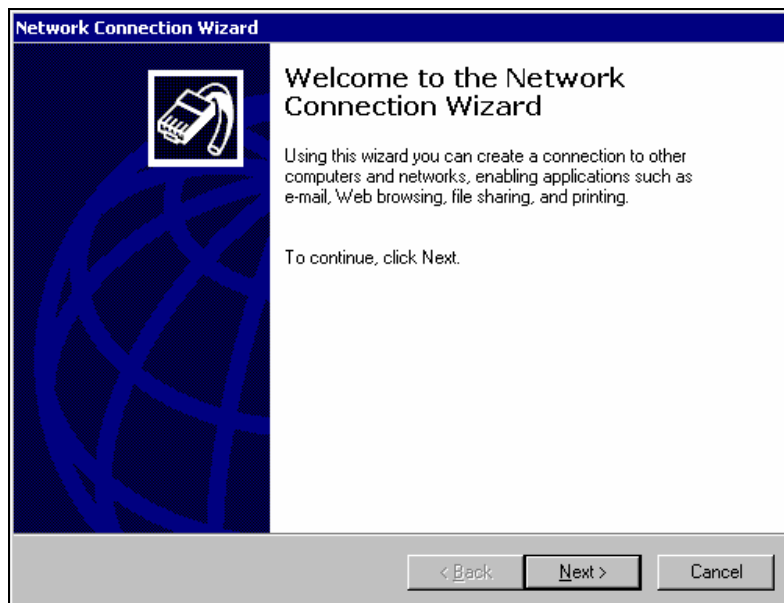 Network Connection Wizard
Welcome to the Network
Connection Wizard
Using this wizard you can create a connection to other
computers and networks, enabling applications such as
e-mail, Web browsing, file sharing, and printing.
To continue, click Next.
< Back
Next >
Cancel